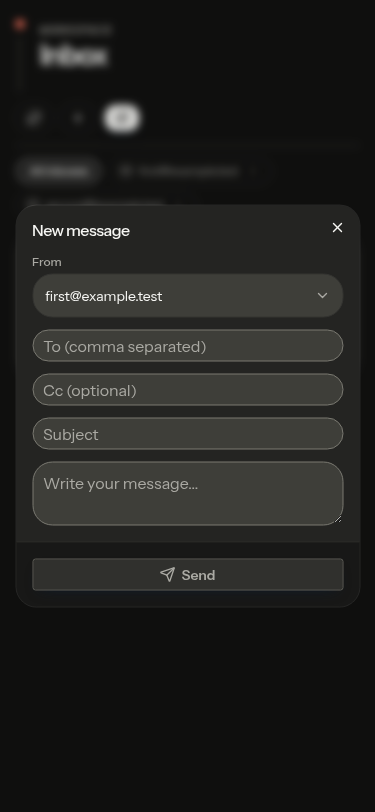 Inbox
New message
From
first@example.test
To (comma separated)
Cc (optional)
Subject
Write your message...
Send